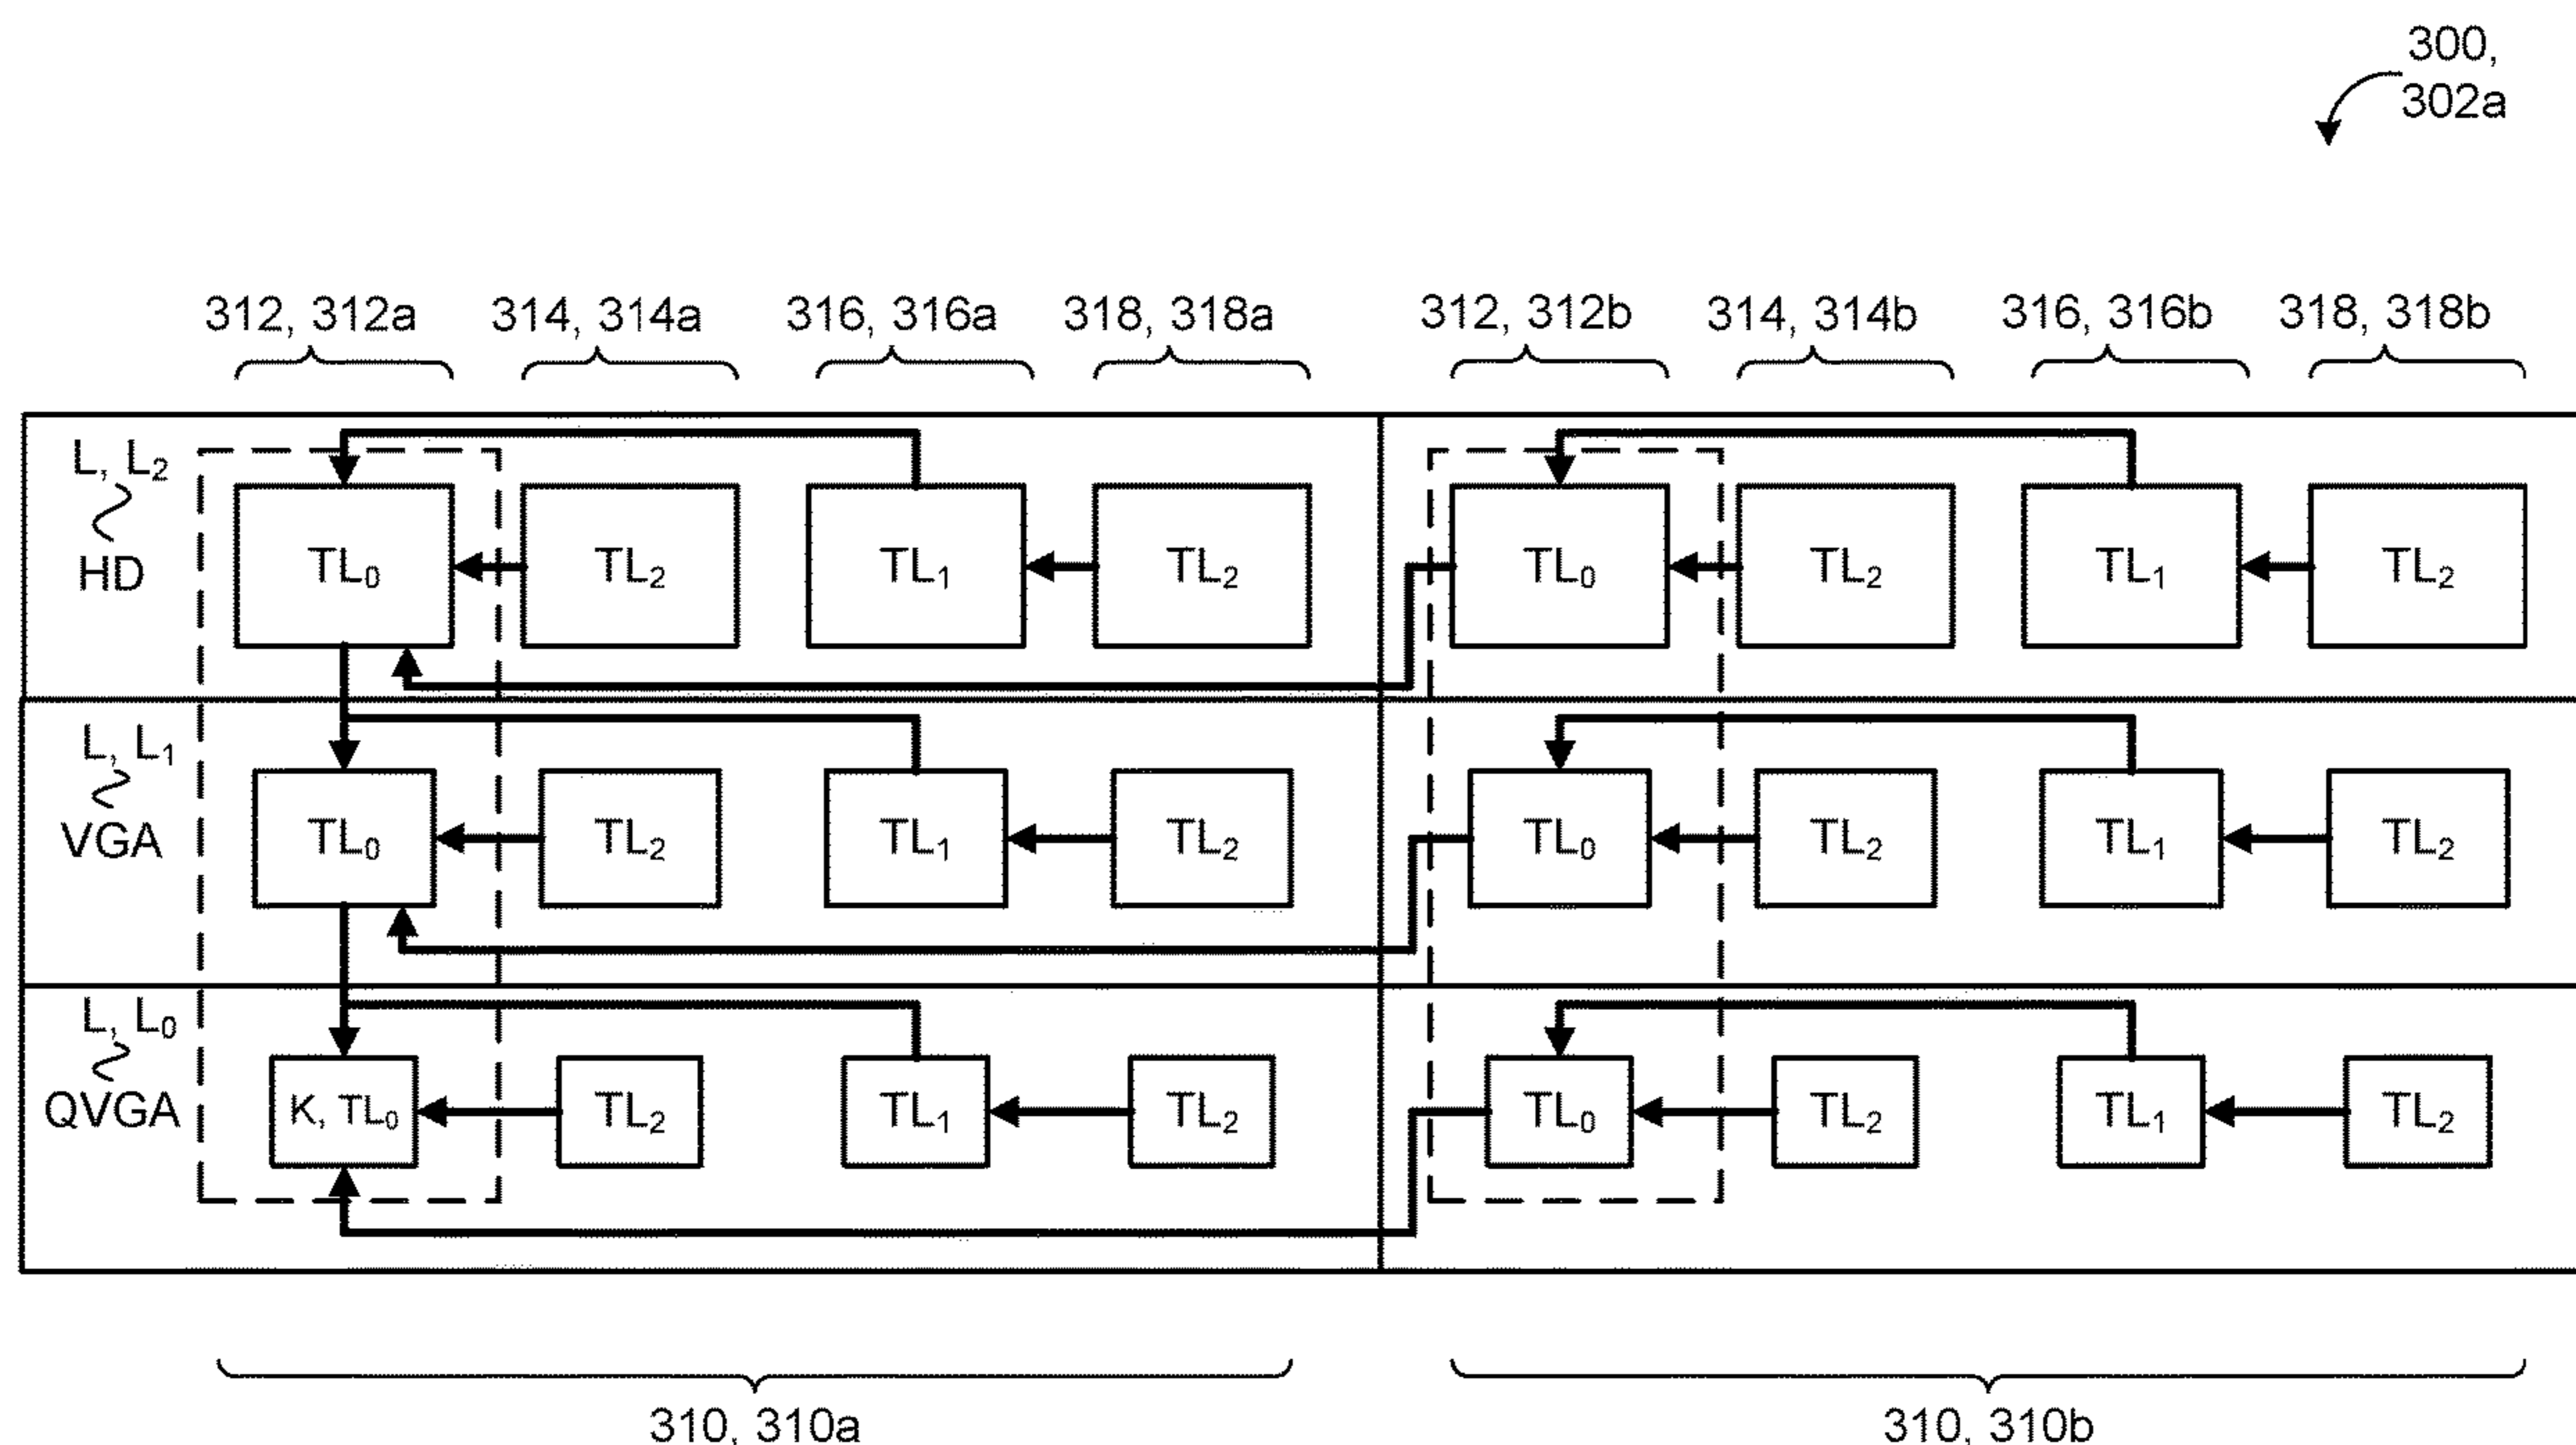 300,
302a
312, 312a 314, 314a 316, 316a 318, 318a 312, 312b 314, 314b 316, 316b 318, 318b
L, L₂
HD
TL₀ TL₂ TL₁ TL₂ TL₀ TL₂ TL₁ TL₂
L, L₁
VGA
TL₀ TL₂ TL₁ TL₂ TL₀ TL₂ TL₁ TL₂
L, L₀
QVGA
K, TL₀ TL₂ TL₁ TL₂ TL₀ TL₂ TL₁ TL₂
310, 310a 310, 310b